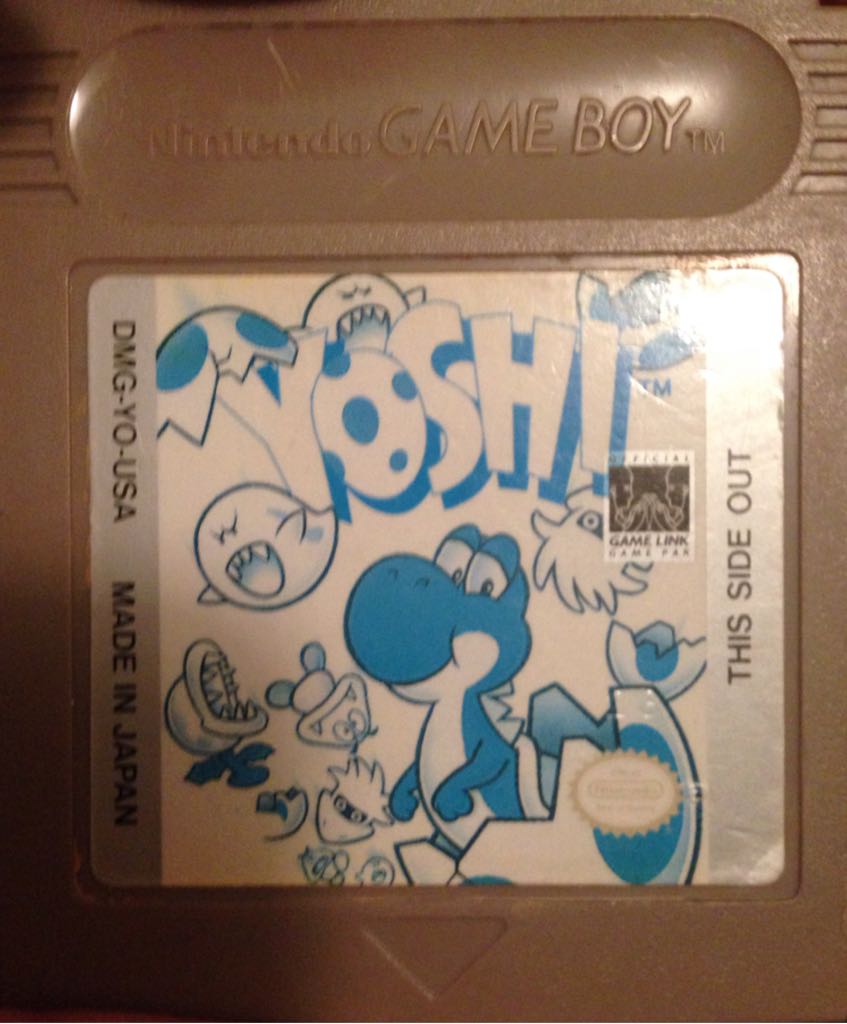 Nintendo GAME BOY TM
DMG-YO-USA MADE IN JAPAN
YOSHI TM
OFFICIAL
GAME LINK
GAME PAK
THIS SIDE OUT
Nintendo